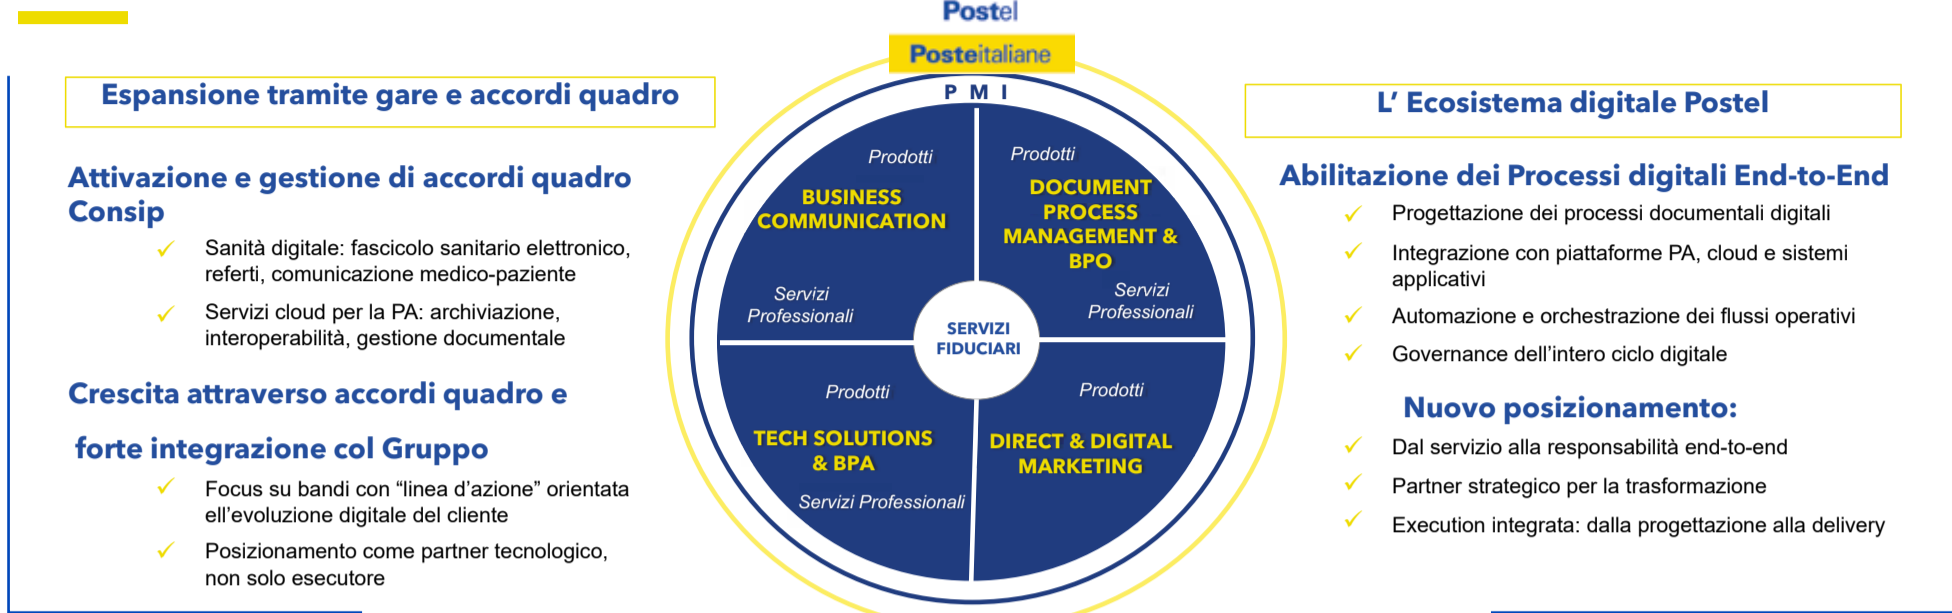 Postel
Posteitaliane
Espansione tramite gare e accordi quadro
Attivazione e gestione di accordi quadro
Consip
Sanità digitale: fascicolo sanitario elettronico,
referti, comunicazione medico-paziente
Servizi cloud per la PA: archiviazione,
interoperabilità, gestione documentale
Crescita attraverso accordi quadro e
forte integrazione col Gruppo
Focus su bandi con “linea d’azione” orientata
ell’evoluzione digitale del cliente
Posizionamento come partner tecnologico,
non solo esecutore
PMI
Prodotti
BUSINESS
COMMUNICATION
Servizi
Professionali
Prodotti
DOCUMENT
PROCESS
MANAGEMENT &
BPO
Servizi
Professionali
SERVIZI
FIDUCIARI
Prodotti
TECH SOLUTIONS
& BPA
Servizi Professionali
Prodotti
DIRECT & DIGITAL
MARKETING
L’ Ecosistema digitale Postel
Abilitazione dei Processi digitali End-to-End
Progettazione dei processi documentali digitali
Integrazione con piattaforme PA, cloud e sistemi
applicativi
Automazione e orchestrazione dei flussi operativi
Governance dell’intero ciclo digitale
Nuovo posizionamento:
Dal servizio alla responsabilità end-to-end
Partner strategico per la trasformazione
Execution integrata: dalla progettazione alla delivery